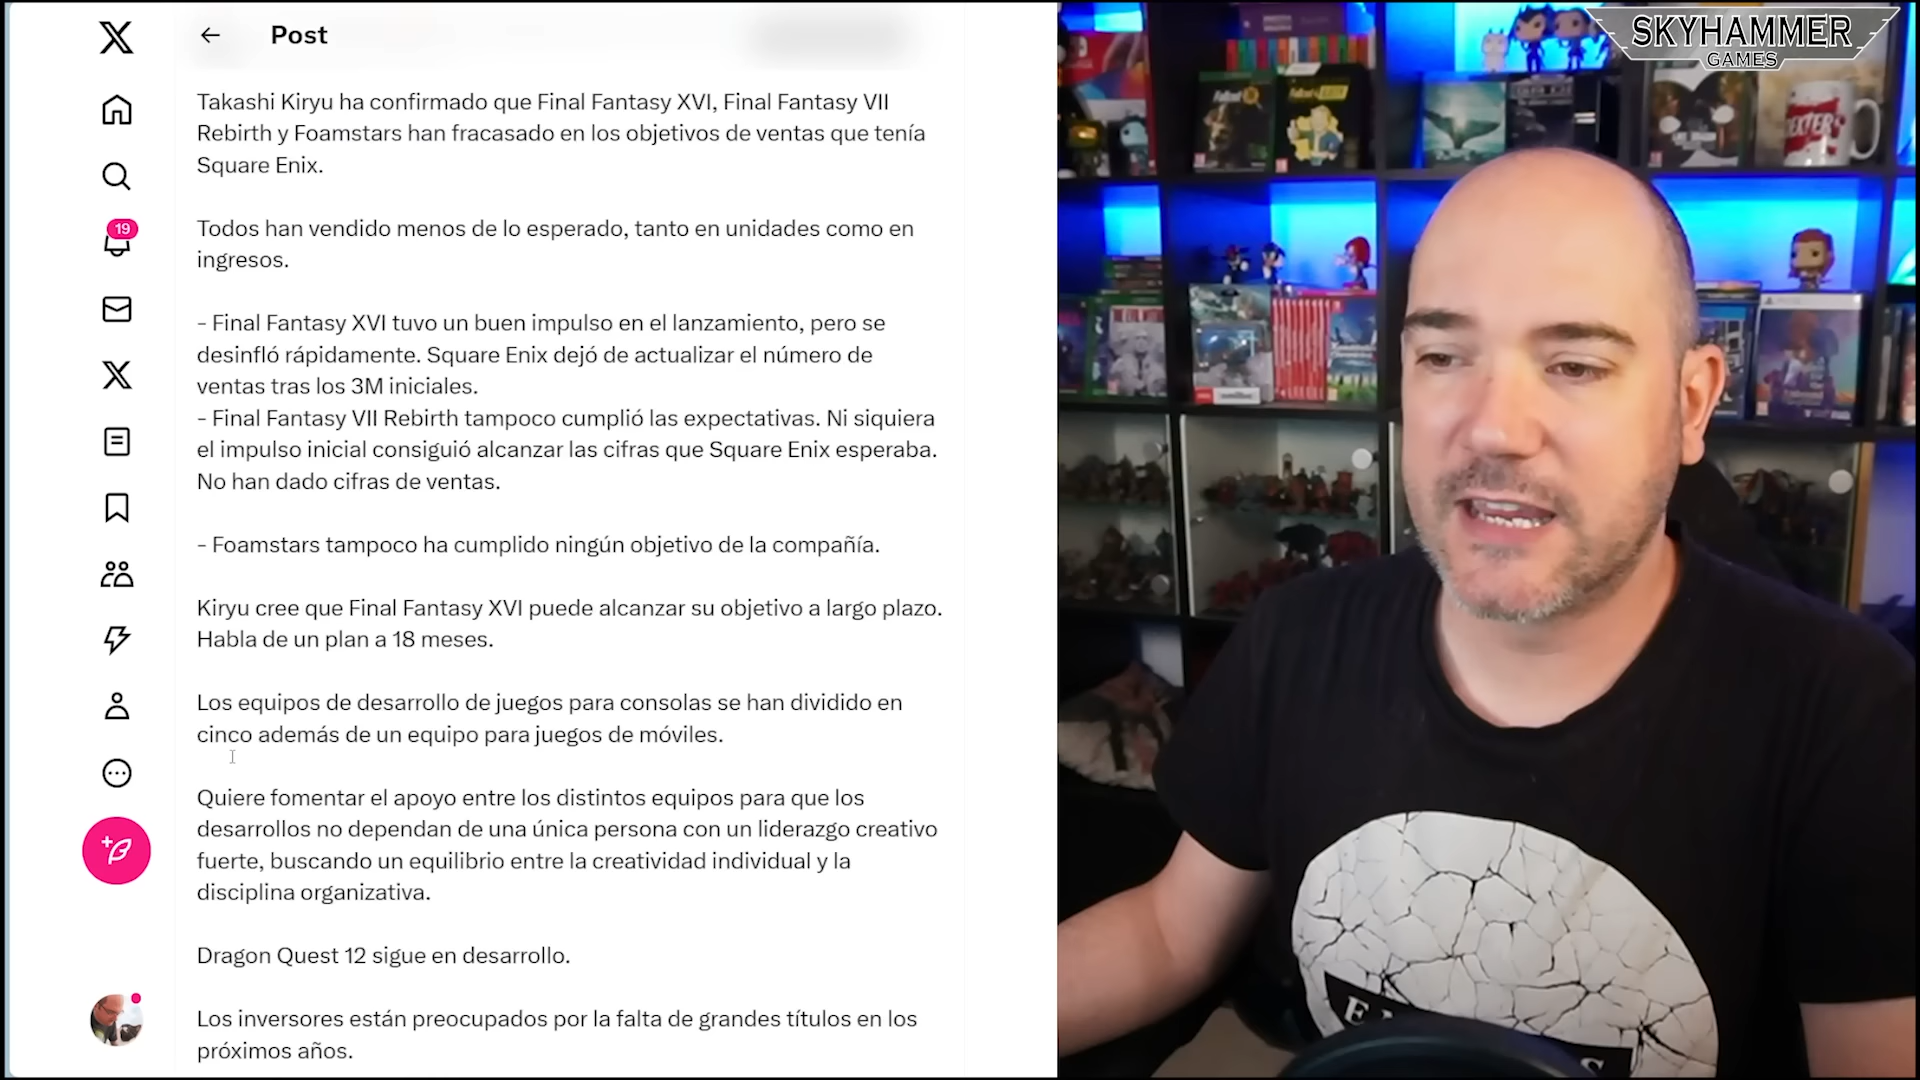 Post
Takashi Kiryu ha confirmado que Final Fantasy XVI, Final Fantasy VII
Rebirth y Foamstars han fracasado en los objetivos de ventas que tenía
Square Enix.
Todos han vendido menos de lo esperado, tanto en unidades como en
ingresos.
- Final Fantasy XVI tuvo un buen impulso en el lanzamiento, pero se
desinfló rápidamente. Square Enix dejó de actualizar el número de
ventas tras los 3M iniciales.
- Final Fantasy VII Rebirth tampoco cumplió las expectativas. Ni siquiera
el impulso inicial consiguió alcanzar las cifras que Square Enix esperaba.
No han dado cifras de ventas.
- Foamstars tampoco ha cumplido ningún objetivo de la compañía.
Kiryu cree que Final Fantasy XVI puede alcanzar su objetivo a largo plazo.
Habla de un plan a 18 meses.
Los equipos de desarrollo de juegos para consolas se han dividido en
cinco además de un equipo para juegos de móviles.
Quiere fomentar el apoyo entre los distintos equipos para que los
desarrollos no dependan de una única persona con un liderazgo creativo
fuerte, buscando un equilibrio entre la creatividad individual y la
disciplina organizativa.
Dragon Quest 12 sigue en desarrollo.
Los inversores están preocupados por la falta de grandes títulos en los
próximos años.
19
SKYHAMMER
GAMES
DEXTER